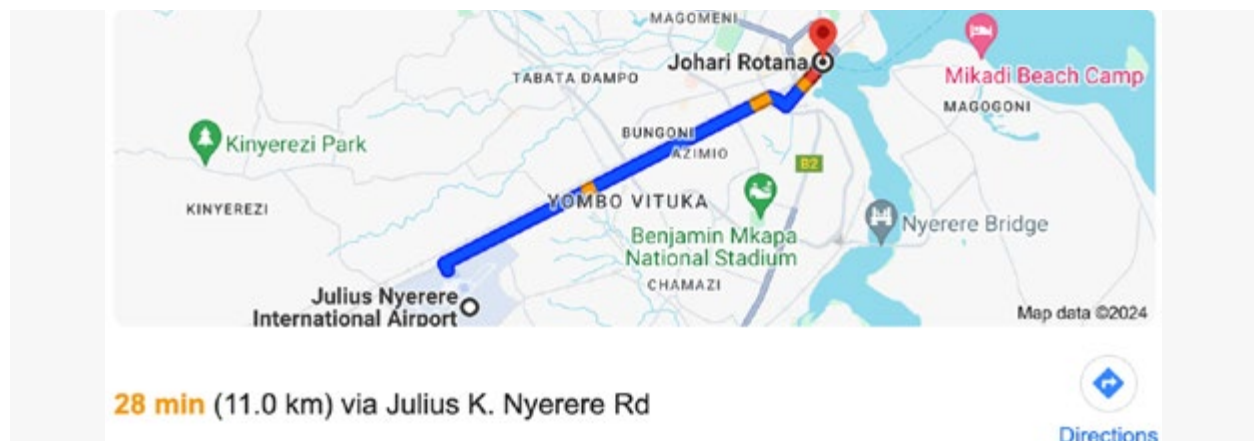 MAGOMENI
Johari Rotana
Mikadi Beach Camp
TABATA DAMPO
MAGOGONI
Kinyerezi Park
BUNGONI
AZIMIO
B2
KINYEREZI
YOMBO VITUKA
Nyerere Bridge
Benjamin Mkapa
National Stadium
CHAMAZI
Julius Nyerere
International Airport
Map data ©2024
28 min (11.0 km) via Julius K. Nyerere Rd
Directions